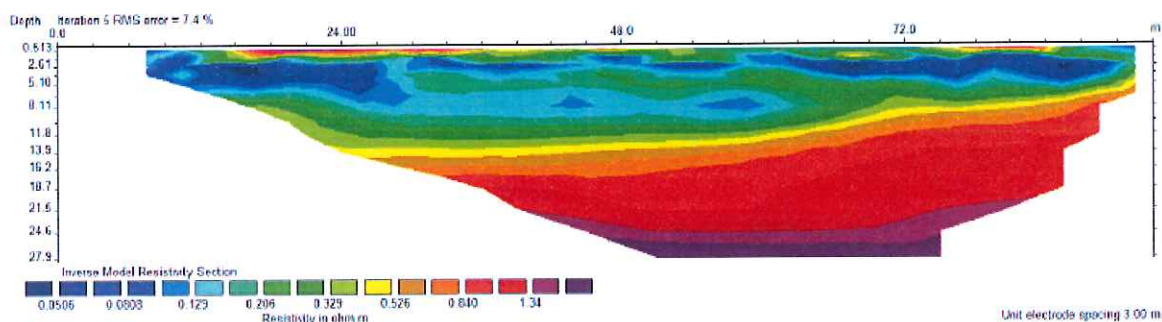 Depth Iteration 5 RMS error = 7.4 %
0.0 24.00 48.0 72.0 m
0.513
2.61
5.10
8.11
11.8
13.9
16.2
18.7
21.5
24.6
27.9
Inverse Model Resistivity Section
0.0506 0.0803 0.129 0.206 0.329 0.526 0.840 1.34
Resistivity in ohm.m
Unit electrode spacing 3.00 m